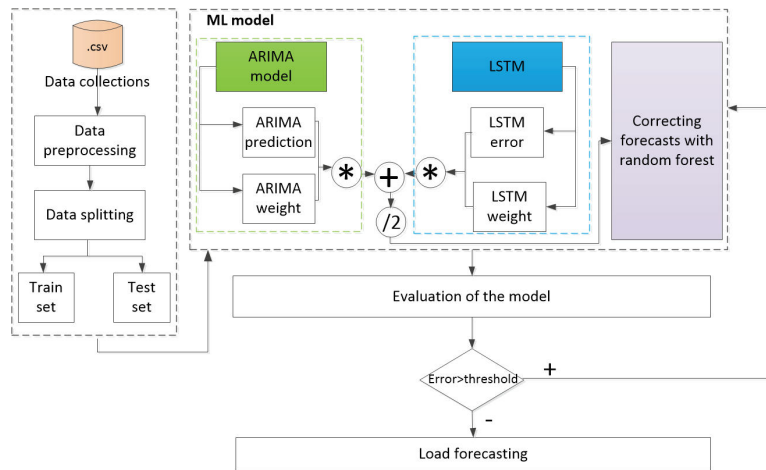 .csv
Data collections
Data
preprocessing
Data splitting
Train
set
Test
set
ML model
ARIMA
model
ARIMA
prediction
ARIMA
weight
*
+
/2
*
LSTM
LSTM
error
LSTM
weight
Correcting
forecasts with
random forest
Evaluation of the model
Error>threshold
+
-
Load forecasting